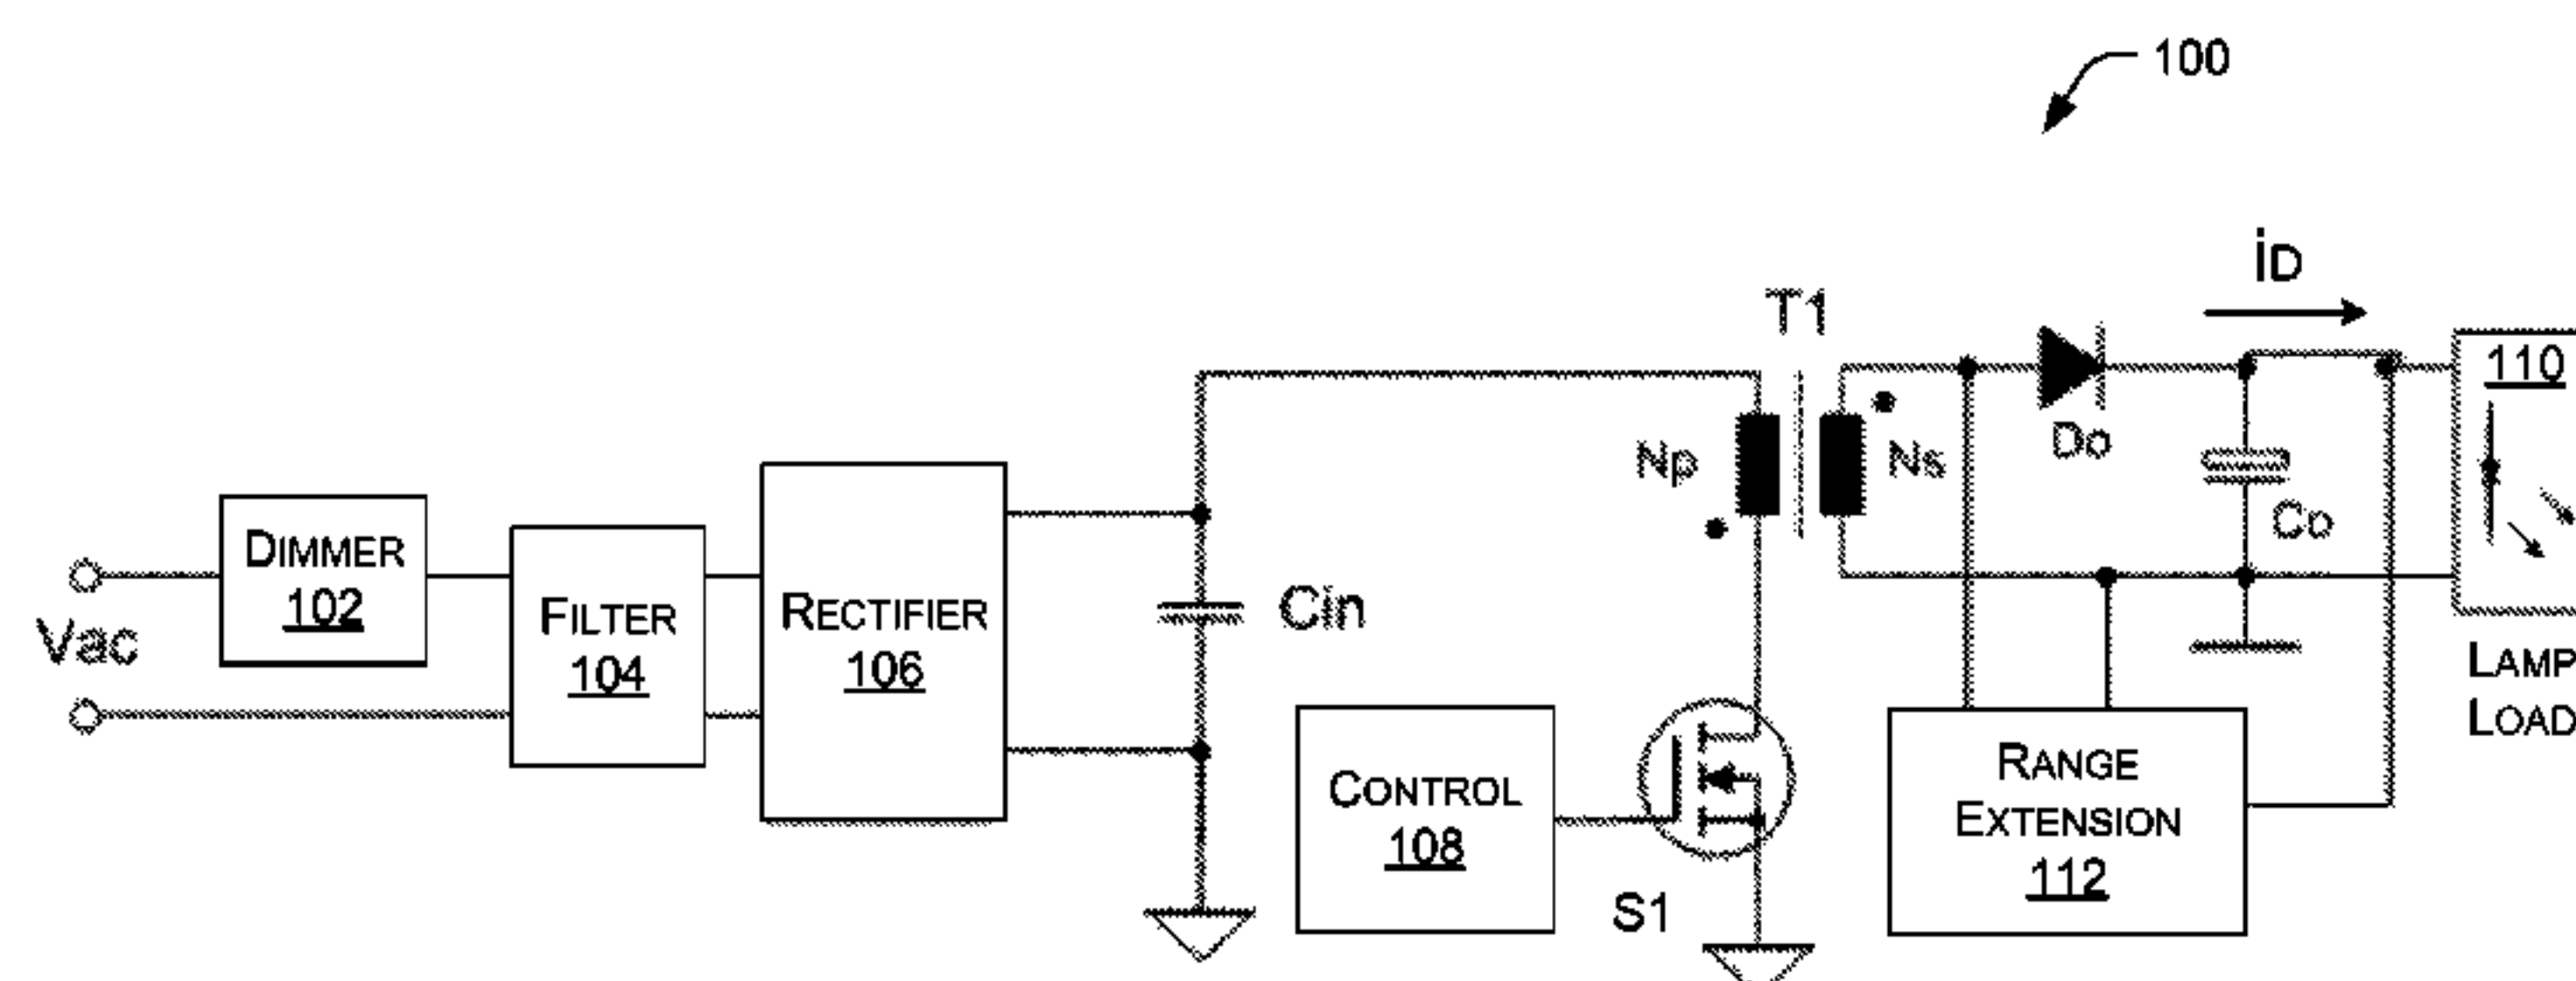 100
iD
T1
110
Np
Ns
Do
Co
DIMMER
102
Vac
FILTER
104
RECTIFIER
106
Cin
LAMP
LOAD
CONTROL
108
S1
RANGE
EXTENSION
112